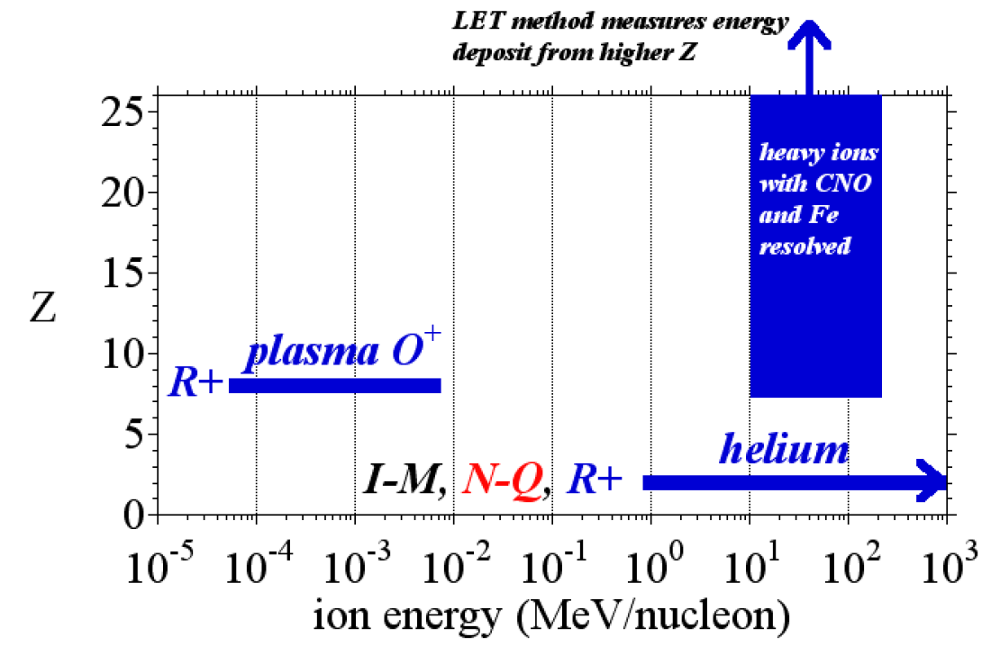 LET method measures energy
deposit from higher Z
25
20
15
10
5
0
Z
heavy ions
with CNO
and Fe
resolved
plasma O⁺
R+
helium
I-M, N-Q, R+
10⁻⁵ 10⁻⁴ 10⁻³ 10⁻² 10⁻¹ 10⁰ 10¹ 10² 10³
ion energy (MeV/nucleon)